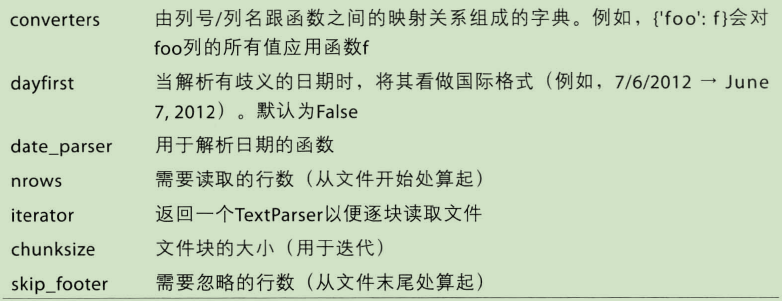 converters 由列号/列名跟函数之间的映射关系组成的字典。例如，{'foo': f}会对
foo列的所有值应用函数f
dayfirst 当解析有歧义的日期时，将其看做国际格式（例如，7/6/2012 → June
7, 2012）。默认为False
date_parser 用于解析日期的函数
nrows 需要读取的行数（从文件开始处算起）
iterator 返回一个TextParser以便逐块读取文件
chunksize 文件块的大小（用于迭代）
skip_footer 需要忽略的行数（从文件末尾处算起）